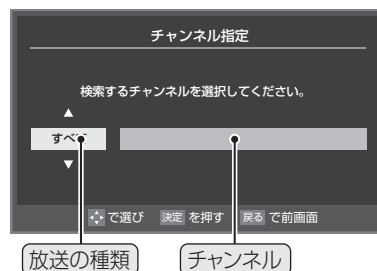 チャンネル指定
検索するチャンネルを選択してください。
▲
すべて
▼
で選び 決定 を押す 戻る で前画面
放送の種類 チャンネル